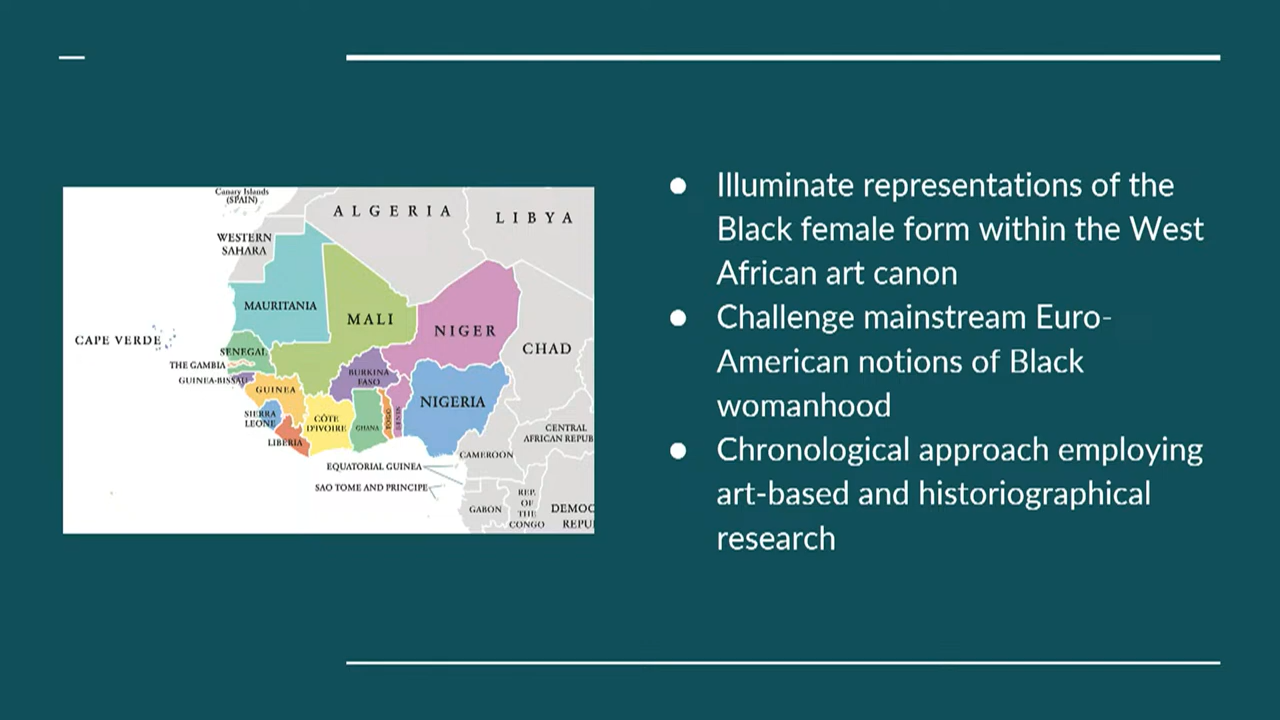 Canary Islands
(SPAIN)
ALGERIA
LIBYA
WESTERN
SAHARA
MAURITANIA
MALI
NIGER
CHAD
CAPE VERDE
SENEGAL
THE GAMBIA
GUINEA-BISSAU
GUINEA
BURKINA
FASO
NIGERIA
SIERRA
LEONE
CÔTE
D'IVOIRE
GHANA
TOGO
BENIN
LIBERIA
CENTRAL
AFRICAN REPUB
CAMEROON
EQUATORIAL GUINEA
SAO TOME AND PRINCIPE
GABON
REP.
OF
THE
CONGO
DEMOC
REPU
● Illuminate representations of the
Black female form within the West
African art canon
● Challenge mainstream Euro-
American notions of Black
womanhood
● Chronological approach employing
art-based and historiographical
research